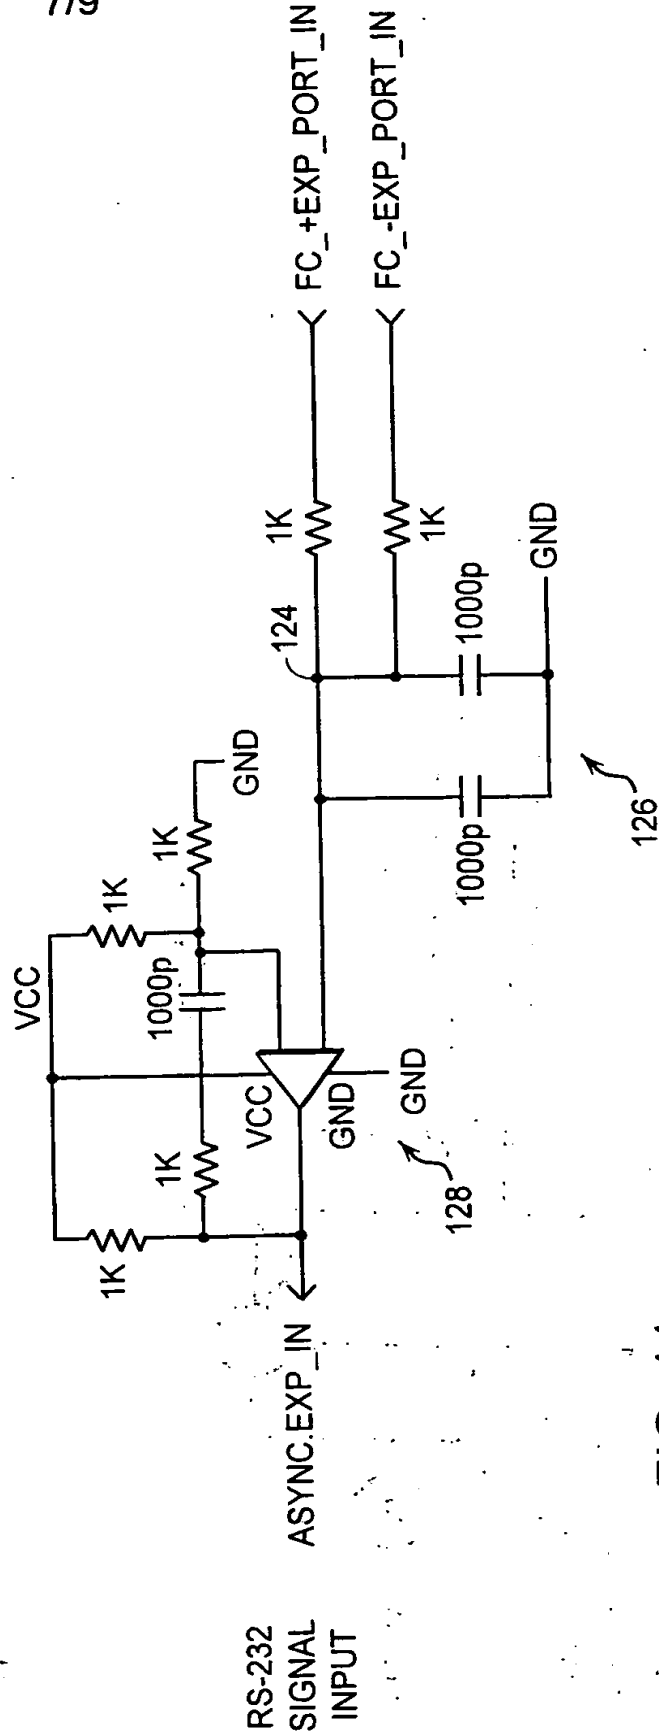 7/9
RS-232
SIGNAL
INPUT
ASYNC.EXP_IN
VCC
1K
1K
1000p
1K
1K
GND
VCC
GND
GND
128
124
1K
FC_+EXP_PORT_IN
1K
FC_-EXP_PORT_IN
1000p
1000p
GND
126